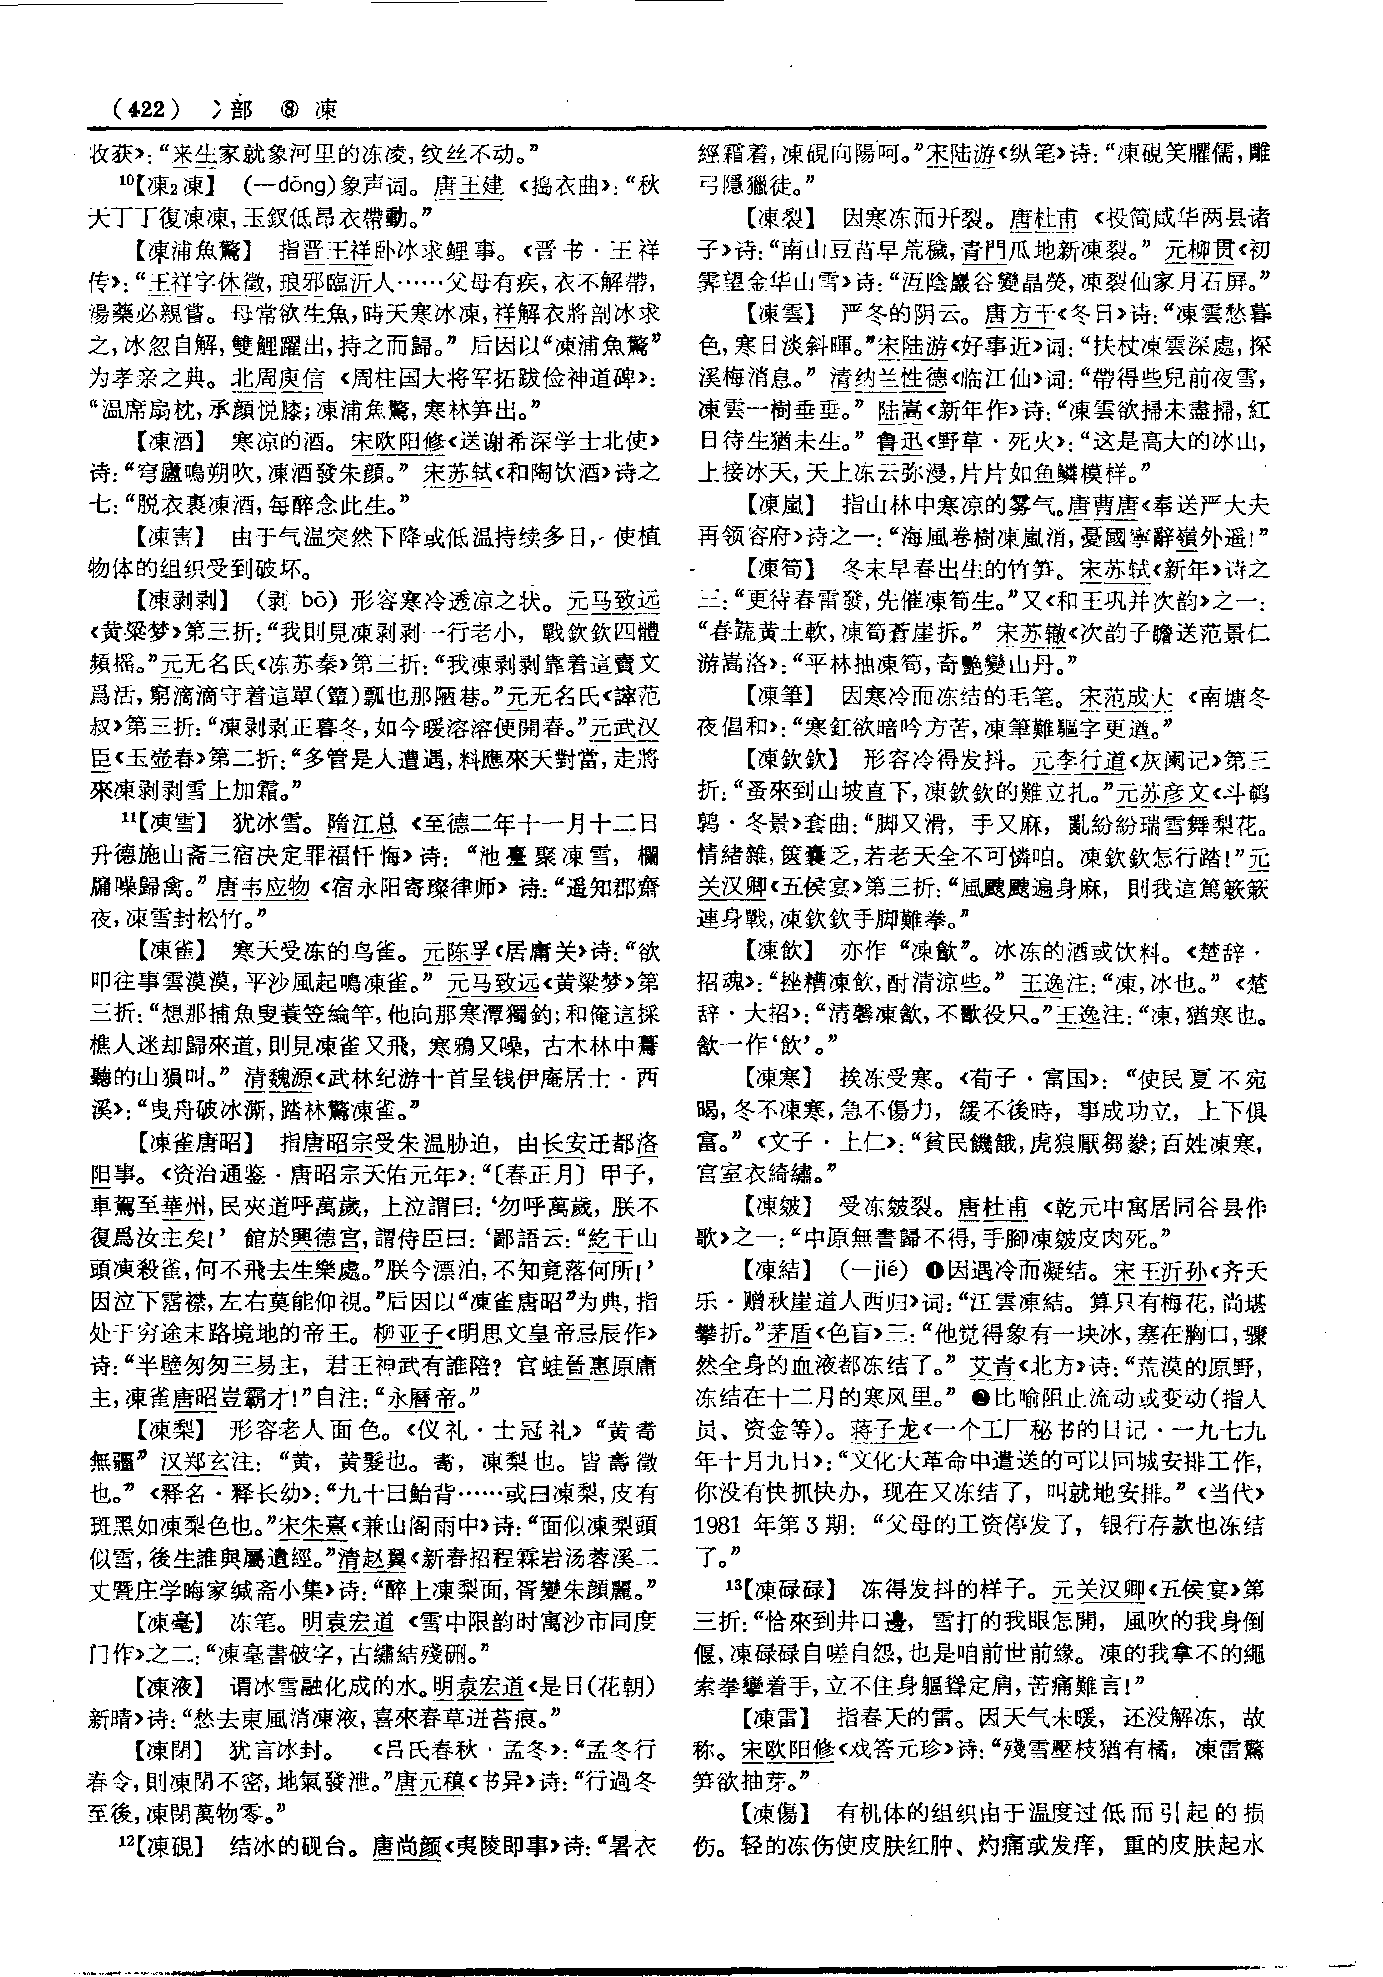 (422) 冫部 ⑧ 凍
收获》：“来生家就象河里的冻凌，纹丝不动。”
¹⁰【凍₂凍】 (一dōng)象声词。唐王建《捣衣曲》：“秋
天丁丁復凍凍，玉釵低昂衣帶動。”
【凍浦魚驚】 指晋王祥卧冰求鲤事。《晋书·王祥
传》：“王祥字休徵，琅邪臨沂人……父母有疾，衣不解帶，
湯藥必親嘗。母常欲生魚，時天寒冰凍，祥解衣將剖冰求
之，冰忽自解，雙鯉躍出，持之而歸。” 后因以“凍浦魚驚”
为孝亲之典。北周庾信《周柱国大将军拓跋俭神道碑》：
“温席扇枕，承顔悦膝；凍浦魚驚，寒林笋出。”
【凍酒】 寒凉的酒。宋欧阳修《送谢希深学士北使》
诗：“穹廬鳴朔吹，凍酒發朱顔。” 宋苏轼《和陶饮酒》诗之
七：“脱衣裹凍酒，每醉念此生。”
【凍害】 由于气温突然下降或低温持续多日，使植
物体的组织受到破坏。
【凍剥剥】 (剥 bō) 形容寒冷透凉之状。元马致远
《黄粱梦》第三折：“我則見凍剥剥一行老小，戰欽欽四體
頻摇。”元无名氏《冻苏秦》第二折：“我凍剥剥靠着這賣文
爲活，窮滴滴守着這單(簞)瓢也那陋巷。”元无名氏《誶范
叔》第三折：“凍剥剥正暮冬，如今暖溶溶便開春。”元武汉
臣《玉壶春》第二折：“多管是人遭遇，料應來天對當，走將
來凍剥剥雪上加霜。”
¹¹【凍雪】 犹冰雪。隋江总《至德二年十一月十二日
升德施山斋三宿决定罪福忏悔》诗：“池臺聚凍雪，欄
牖噪歸禽。” 唐韦应物《宿永阳寄璨律师》诗：“遥知郡齋
夜，凍雪封松竹。”
【凍雀】 寒天受冻的鸟雀。元陈孚《居庸关》诗：“欲
叩往事雲漠漠，平沙風起鳴凍雀。” 元马致远《黄粱梦》第
三折：“想那捕魚叟蓑笠綸竿，他向那寒潭獨釣；和俺這採
樵人迷却歸來道，則見凍雀又飛，寒鴉又噪，古木林中驀
聽的山猿叫。” 清魏源《武林纪游十首呈钱伊庵居士·西
溪》：“曳舟破冰澌，踏林驚凍雀。”
【凍雀唐昭】 指唐昭宗受朱温胁迫，由长安迁都洛
阳事。《资治通鉴·唐昭宗天佑元年》：“〔春正月〕甲子，
車駕至華州，民夾道呼萬歲，上泣謂曰：‘勿呼萬歲，朕不
復爲汝主矣！’ 館於興德宫，謂侍臣曰：‘鄙語云：“紇干山
頭凍殺雀，何不飛去生樂處。”朕今漂泊，不知竟落何所！’
因泣下霑襟，左右莫能仰視。”后因以“凍雀唐昭”为典，指
处于穷途末路境地的帝王。柳亚子《明思文皇帝忌辰作》
诗：“半壁匆匆三易主，君王神武有誰陪？官蛙晉惠原庸
主，凍雀唐昭豈霸才！”自注：“永曆帝。”
【凍梨】 形容老人面色。《仪礼·士冠礼》“黄耇
無疆” 汉郑玄注：“黄，黄髮也。耇，凍梨也。皆壽徵
也。” 《释名·释长幼》：“九十曰鮐背……或曰凍梨，皮有
斑黑如凍梨色也。”宋朱熹《兼山阁雨中》诗：“面似凍梨頭
似雪，後生誰與屬遺經。”清赵翼《新春招程霖岩汤蓉溪二
丈暨庄学晦家缄斋小集》诗：“醉上凍梨面，胥變朱顔麗。”
【凍毫】 冻笔。明袁宏道《雪中限韵时寓沙市同度
门作》之二：“凍毫書破字，古繡結殘硎。”
【凍液】 谓冰雪融化成的水。明袁宏道《是日(花朝)
新晴》诗：“愁去東風消凍液，喜來春草迸苔痕。”
【凍閉】 犹言冰封。 《吕氏春秋·孟冬》：“孟冬行
春令，則凍閉不密，地氣發泄。”唐元稹《书异》诗：“行過冬
至後，凍閉萬物零。”
¹²【凍硯】 结冰的砚台。唐尚颜《夷陵即事》诗：“暑衣
經霜着，凍硯向陽呵。”宋陆游《纵笔》诗：“凍硯笑臞儒，雕
弓隱獵徒。”
【凍裂】 因寒冻而开裂。唐杜甫《投简咸华两县诸
子》诗：“南山豆苗早荒穢，青門瓜地新凍裂。” 元柳贯《初
霁望金华山雪》诗：“沍陰巖谷變晶熒，凍裂仙家月石屏。”
【凍雲】 严冬的阴云。唐方干《冬日》诗：“凍雲愁暮
色，寒日淡斜暉。”宋陆游《好事近》词：“扶杖凍雲深處，探
溪梅消息。” 清纳兰性德《临江仙》词：“帶得些兒前夜雪，
凍雲一樹垂垂。” 陆嵩《新年作》诗：“凍雲欲掃未盡掃，紅
日待生猶未生。” 鲁迅《野草·死火》：“这是高大的冰山，
上接冰天，天上冻云弥漫，片片如鱼鳞模样。”
【凍嵐】 指山林中寒凉的雾气。唐曹唐《奉送严大夫
再领容府》诗之一：“海風卷樹凍嵐消，憂國寧辭嶺外遥！”
【凍筍】 冬末早春出生的竹笋。宋苏轼《新年》诗之
三：“更待春雷發，先催凍筍生。”又《和王巩并次韵》之一：
“春蔬黄土軟，凍筍蒼崖拆。” 宋苏辙《次韵子瞻送范景仁
游嵩洛》：“平林抽凍筍，奇艷變山丹。”
【凍筆】 因寒冷而冻结的毛笔。宋范成大《南塘冬
夜倡和》：“寒釭欲暗吟方苦，凍筆難驅字更遒。”
【凍欽欽】 形容冷得发抖。元李行道《灰阑记》第三
折：“蚤來到山坡直下，凍欽欽的難立扎。”元苏彦文《斗鹌
鹑·冬景》套曲：“脚又滑，手又麻，亂紛紛瑞雪舞梨花。
情緒雜，篋囊乏，若老天全不可憐咱。凍欽欽怎行踏！”元
关汉卿《五侯宴》第三折：“風颼颼遍身麻，則我這篤簌簌
連身戰，凍欽欽手脚難拳。”
【凍飲】 亦作“凍㱃”。冰冻的酒或饮料。《楚辞·
招魂》：“挫糟凍飲，酎清涼些。” 王逸注：“凍，冰也。” 《楚
辞·大招》：“清馨凍㱃，不歠役只。”王逸注：“凍，猶寒也。
㱃一作‘飲’。”
【凍寒】 挨冻受寒。《荀子·富国》：“使民夏不宛
暍，冬不凍寒，急不傷力，緩不後時，事成功立，上下俱
富。” 《文子·上仁》：“貧民饑餓，虎狼厭芻豢；百姓凍寒，
宫室衣綺繡。”
【凍皴】 受冻皴裂。唐杜甫《乾元中寓居同谷县作
歌》之一：“中原無書歸不得，手脚凍皴皮肉死。”
【凍結】 (一jié) ❶因遇冷而凝结。宋王沂孙《齐天
乐·赠秋崖道人西归》词：“江雲凍結。算只有梅花，尚堪
攀折。”茅盾《色盲》三：“他觉得象有一块冰，塞在胸口，骤
然全身的血液都冻结了。” 艾青《北方》诗：“荒漠的原野，
冻结在十二月的寒风里。” ❷比喻阻止流动或变动(指人
员、资金等)。蒋子龙《一个工厂秘书的日记·一九七九
年十月九日》：“文化大革命中遣送的可以回城安排工作，
你没有快抓快办，现在又冻结了，叫就地安排。” 《当代》
1981 年第3期：“父母的工资停发了，银行存款也冻结
了。”
¹³【凍碌碌】 冻得发抖的样子。元关汉卿《五侯宴》第
三折：“恰來到井口邊，雪打的我眼怎開，風吹的我身倒
偃，凍碌碌自嗟自怨，也是咱前世前緣。凍的我拿不的繩
索拳攣着手，立不住身軀聳定肩，苦痛難言！”
【凍雷】 指春天的雷。因天气未暖，还没解冻，故
称。宋欧阳修《戏答元珍》诗：“殘雪壓枝猶有橘，凍雷驚
笋欲抽芽。”
【凍傷】 有机体的组织由于温度过低而引起的损
伤。轻的冻伤使皮肤红肿、灼痛或发痒，重的皮肤起水